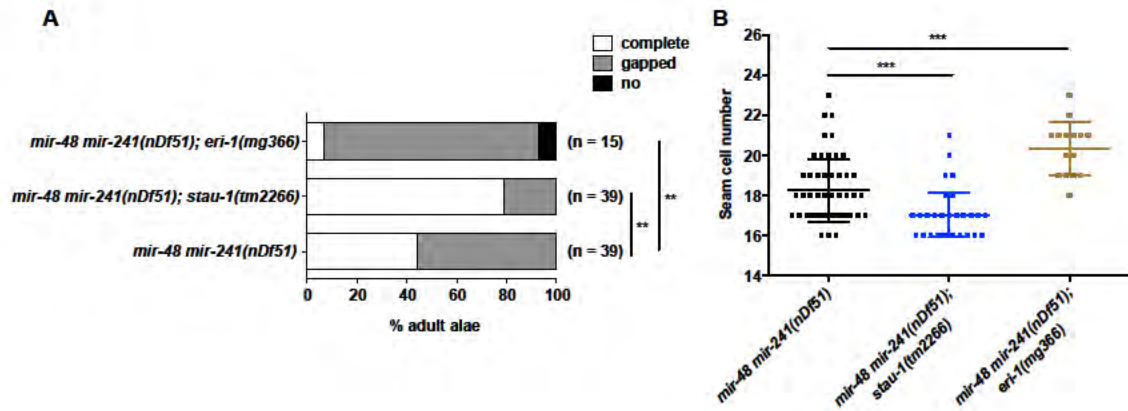 A
complete
gapped
no
mir-48 mir-241(nDf51); eri-1(mg366)
(n = 15)
mir-48 mir-241(nDf51); stau-1(tm2266)
(n = 39)
**
**
mir-48 mir-241(nDf51)
(n = 39)
0 20 40 60 80 100
% adult alae
B
Seam cell number
26
24
22
20
18
16
14
***
***
mir-48 mir-241(nDf51)
mir-48 mir-241(nDf51);
stau-1(tm2266)
mir-48 mir-241(nDf51);
eri-1(mg366)